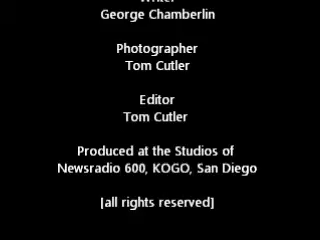 Writer
George Chamberlin
Photographer
Tom Cutler
Editor
Tom Cutler
Produced at the Studios of
Newsradio 600, KOGO, San Diego
[all rights reserved]